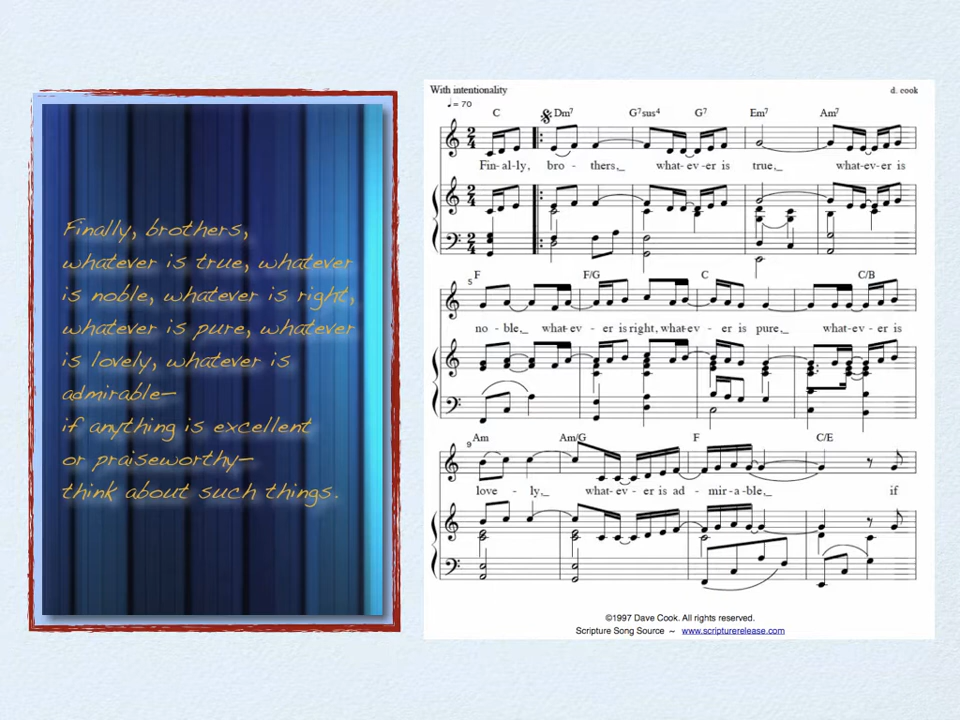 Finally, brothers,
whatever is true, whatever
is noble, whatever is right,
whatever is pure, whatever
is lovely, whatever is
admirable—
if anything is excellent
or praiseworthy—
think about such things.
With intentionality
d. cook
♩= 70
C Dm7 G7sus4 G7 Em7 Am7
Fin- al- ly, bro - thers,_ what- ev -er is true,_ what-ev-er is
5 F F/G C C/B
no - ble,_ what-ev - er is right, what-ev - er is pure,_ what-ev - er is
9 Am Am/G F C/E
love - ly,_ what- ev - er is ad - mir-a-ble,_ if
©1997 Dave Cook. All rights reserved.
Scripture Song Source ~ www.scripturerelease.com